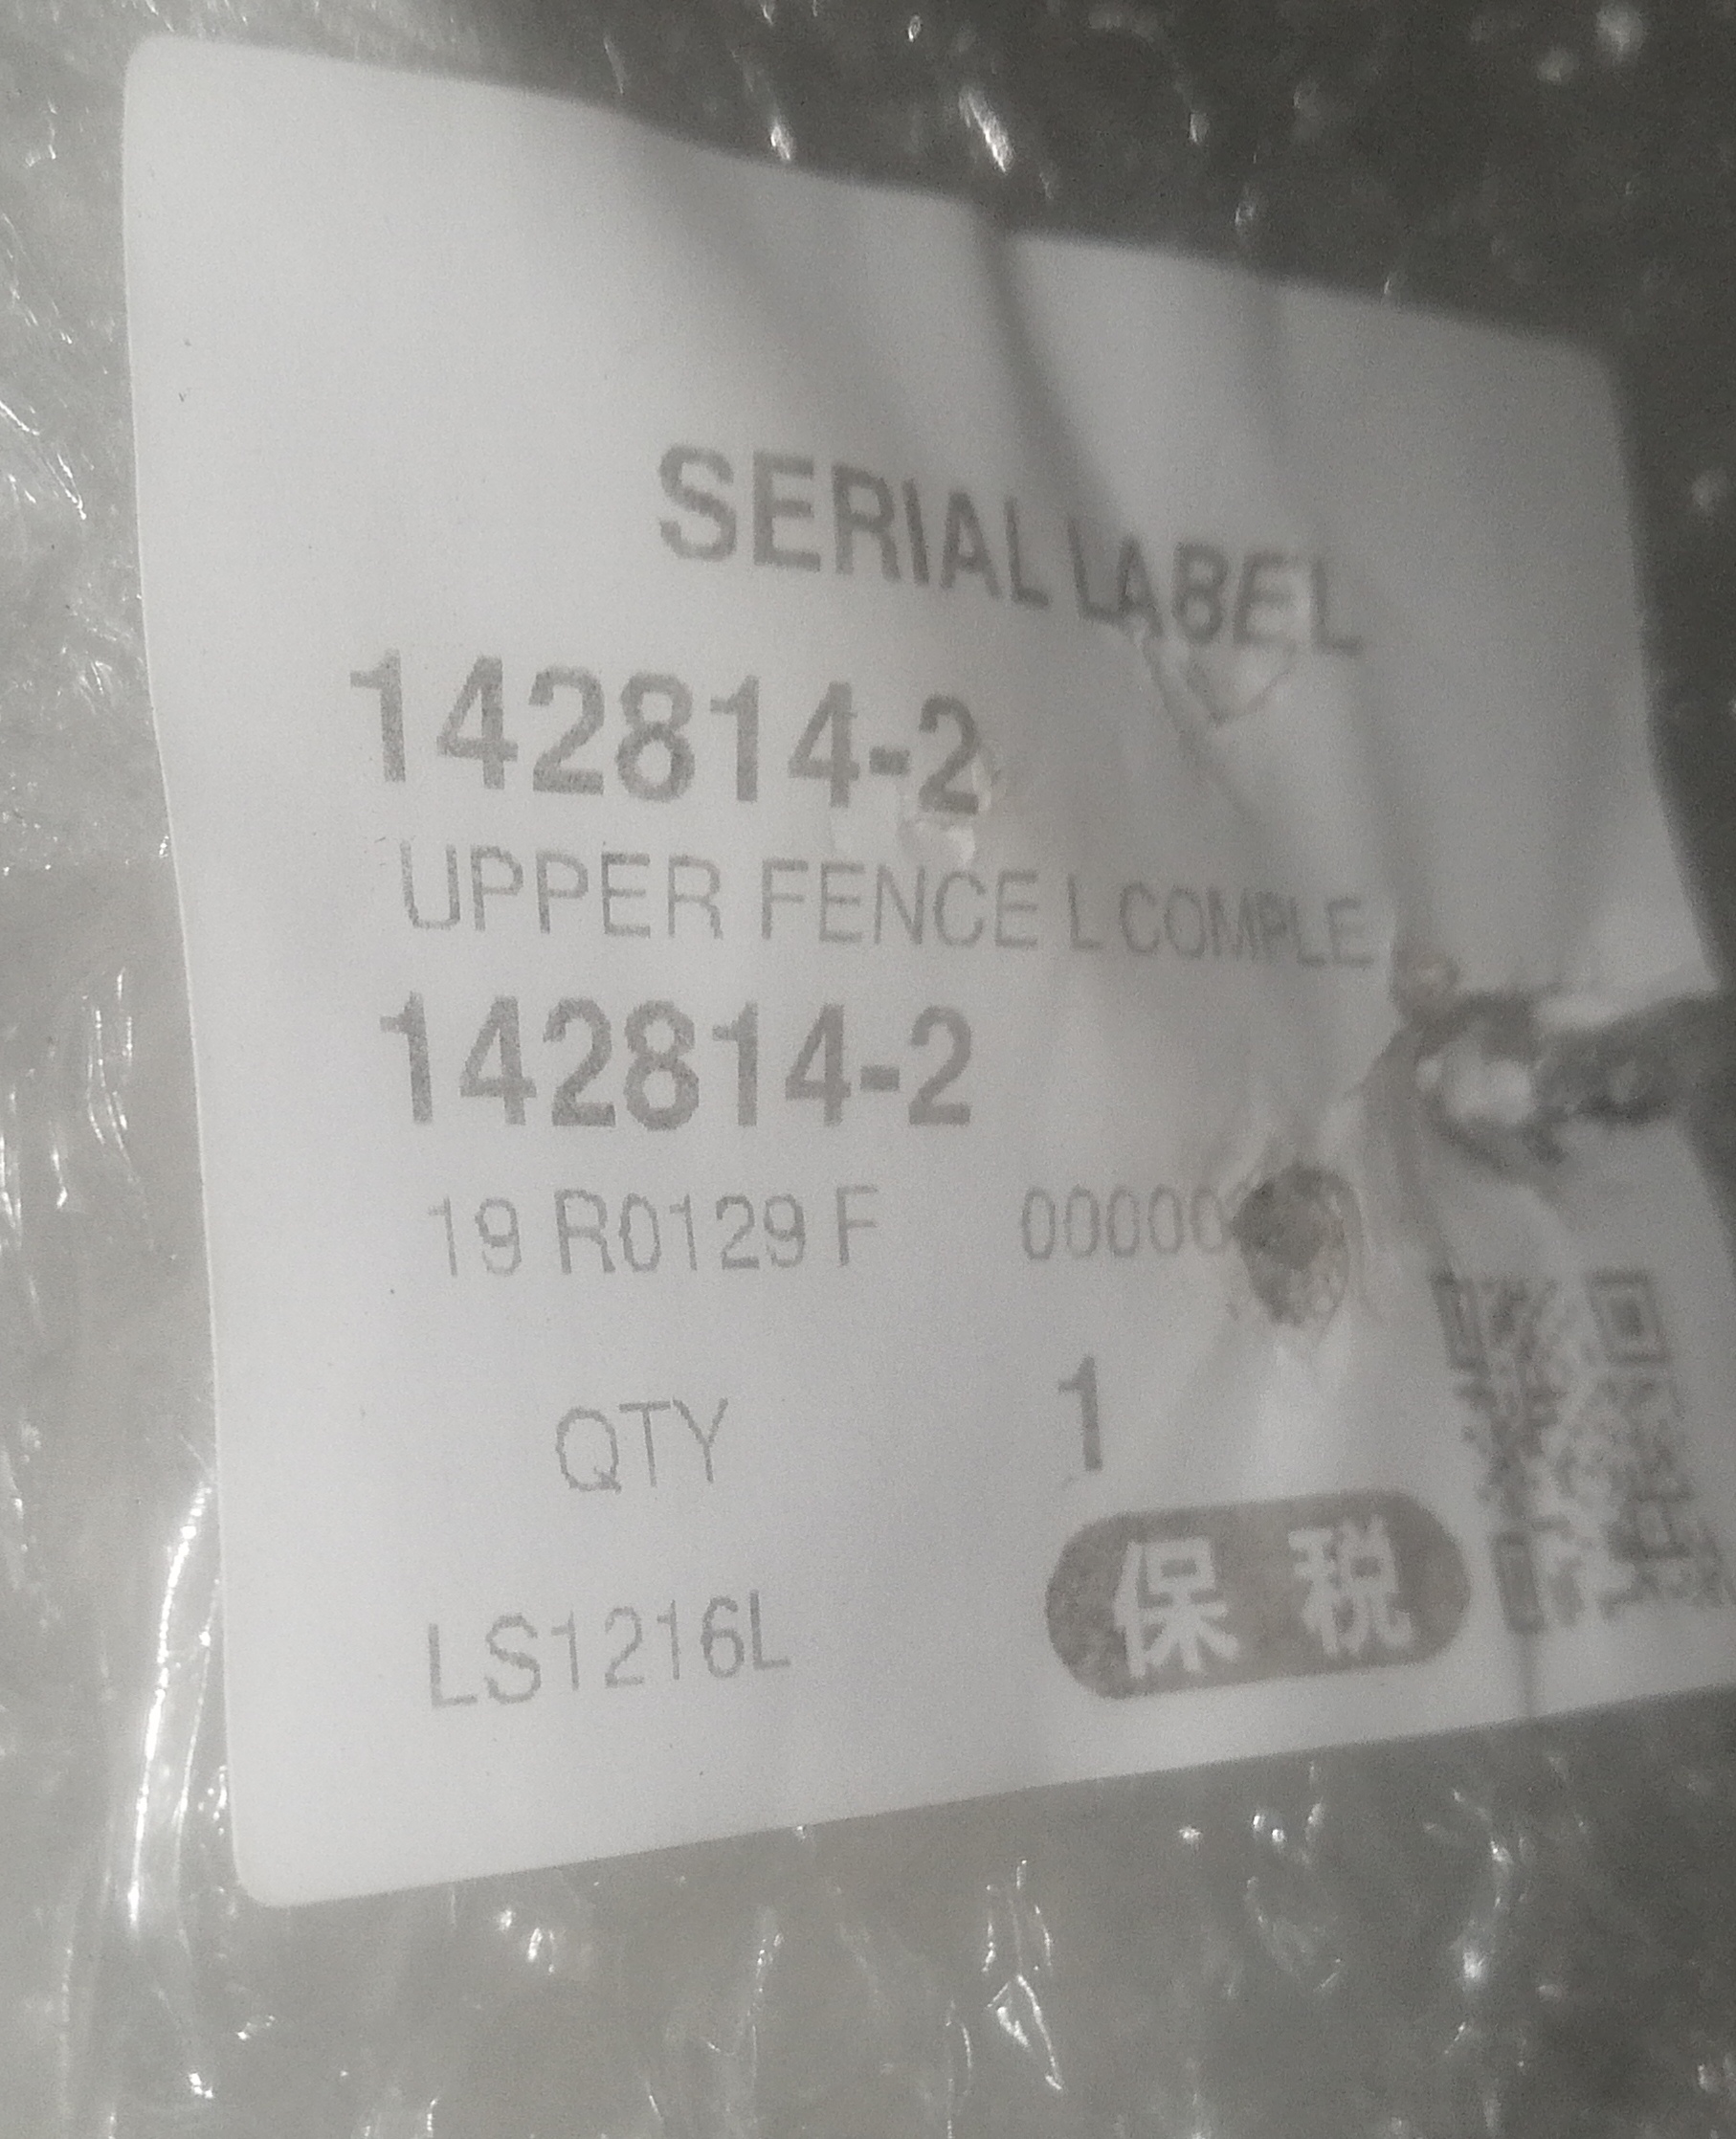 SERIAL LABEL
142814-2
UPPER FENCE L COMPLE
142814-2
19 R0129 F
QTY 1
LS1216L 保税